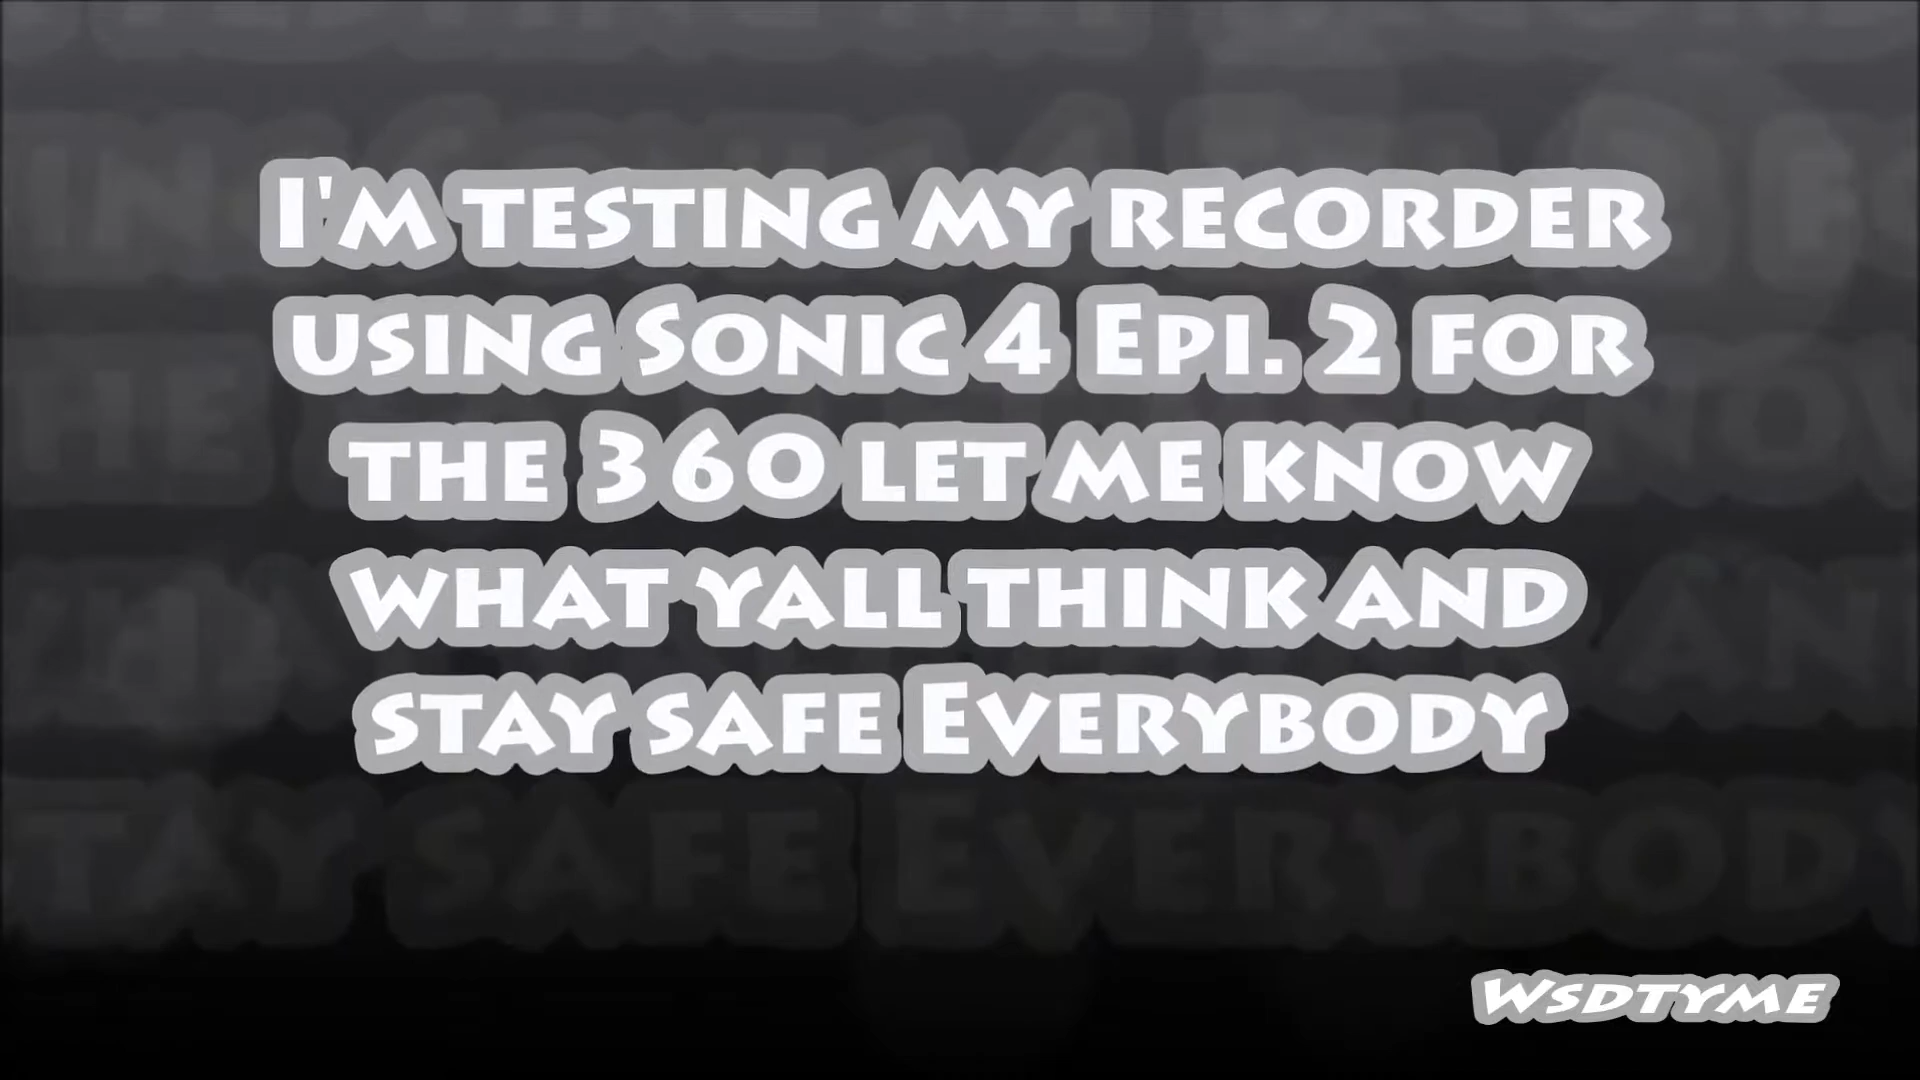 I'm testing my recorder
using Sonic 4 Epi. 2 for
the 360 let me know
what yall think and
stay safe Everybody
Wsdtyme